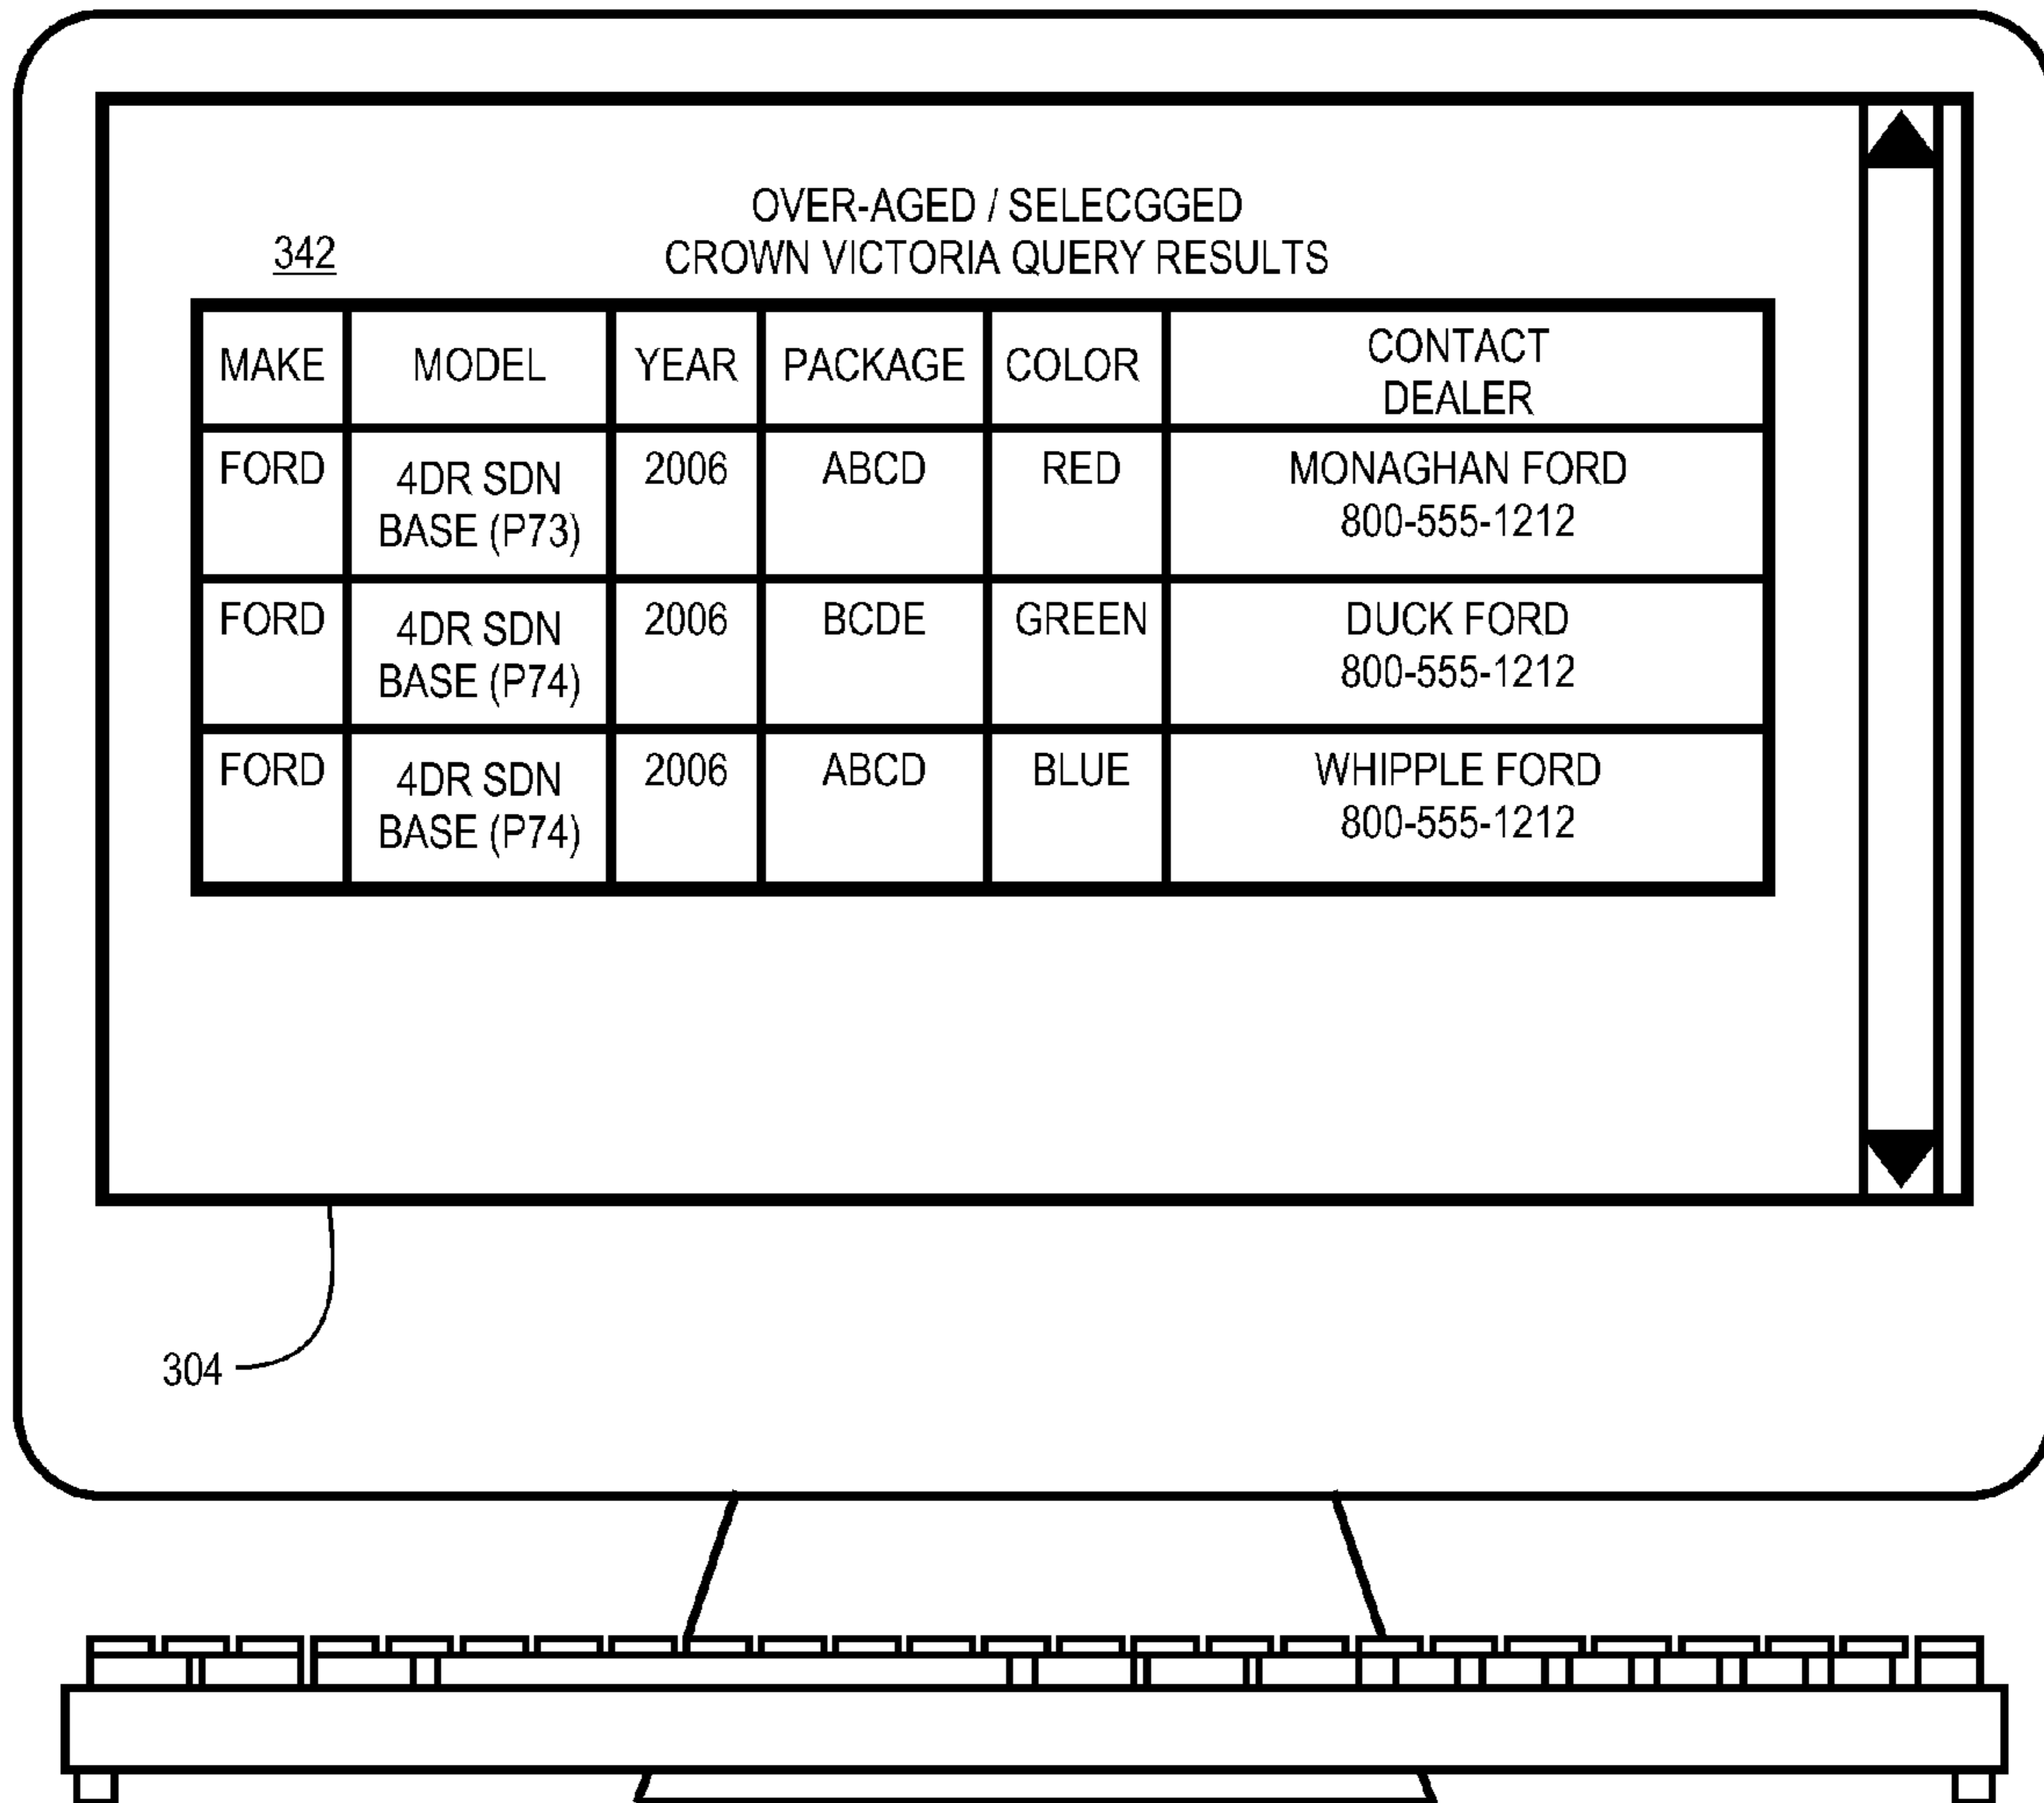 OVER-AGED / SELECGGED
342
CROWN VICTORIA QUERY RESULTS
MAKE MODEL YEAR PACKAGE COLOR CONTACT DEALER
FORD 4DR SDN BASE (P73) 2006 ABCD RED MONAGHAN FORD 800-555-1212
FORD 4DR SDN BASE (P74) 2006 BCDE GREEN DUCK FORD 800-555-1212
FORD 4DR SDN BASE (P74) 2006 ABCD BLUE WHIPPLE FORD 800-555-1212
304